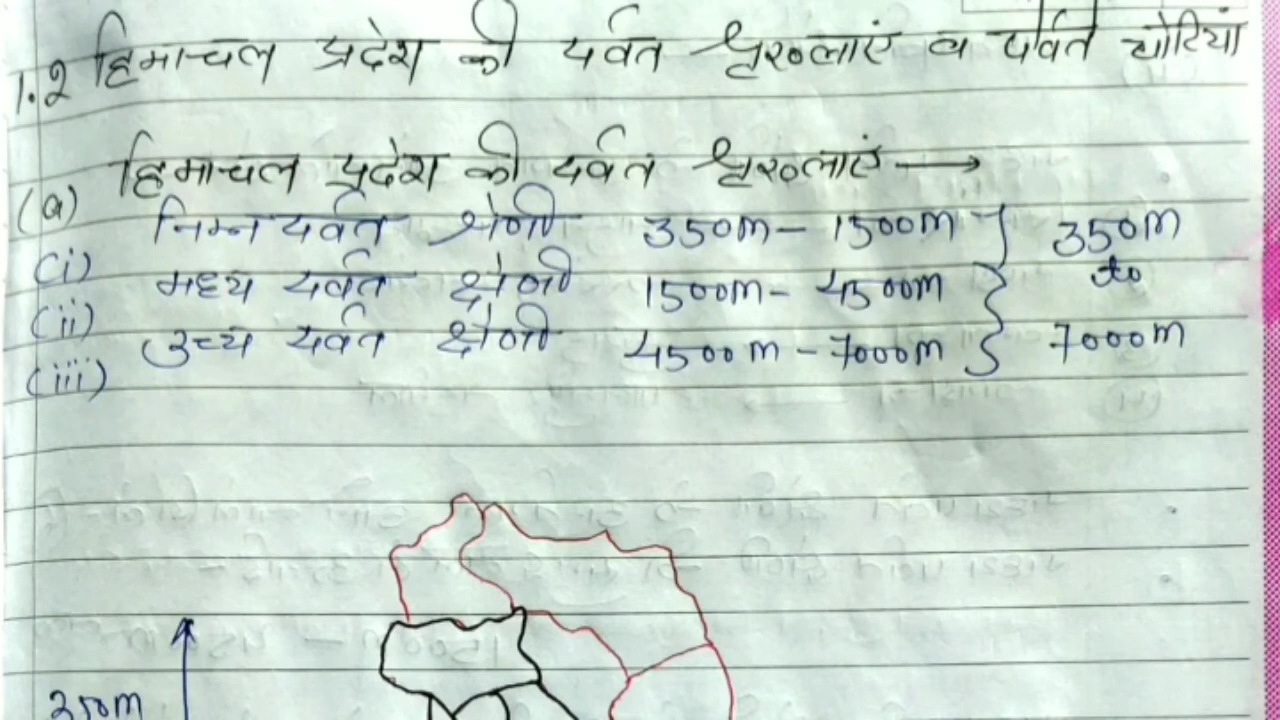 1.2 हिमाचल प्रदेश की पर्वत श्रृंखलाएं व पर्वत चोटियां
(a) हिमाचल प्रदेश की पर्वत श्रृंखलाएं →
(i) निम्न पर्वत श्रेणी 350m - 1500m } 350m
(ii) मध्य पर्वत श्रेणी 1500m - 4500m } to
(iii) उच्च पर्वत श्रेणी 4500m - 7000m } 7000m
350m